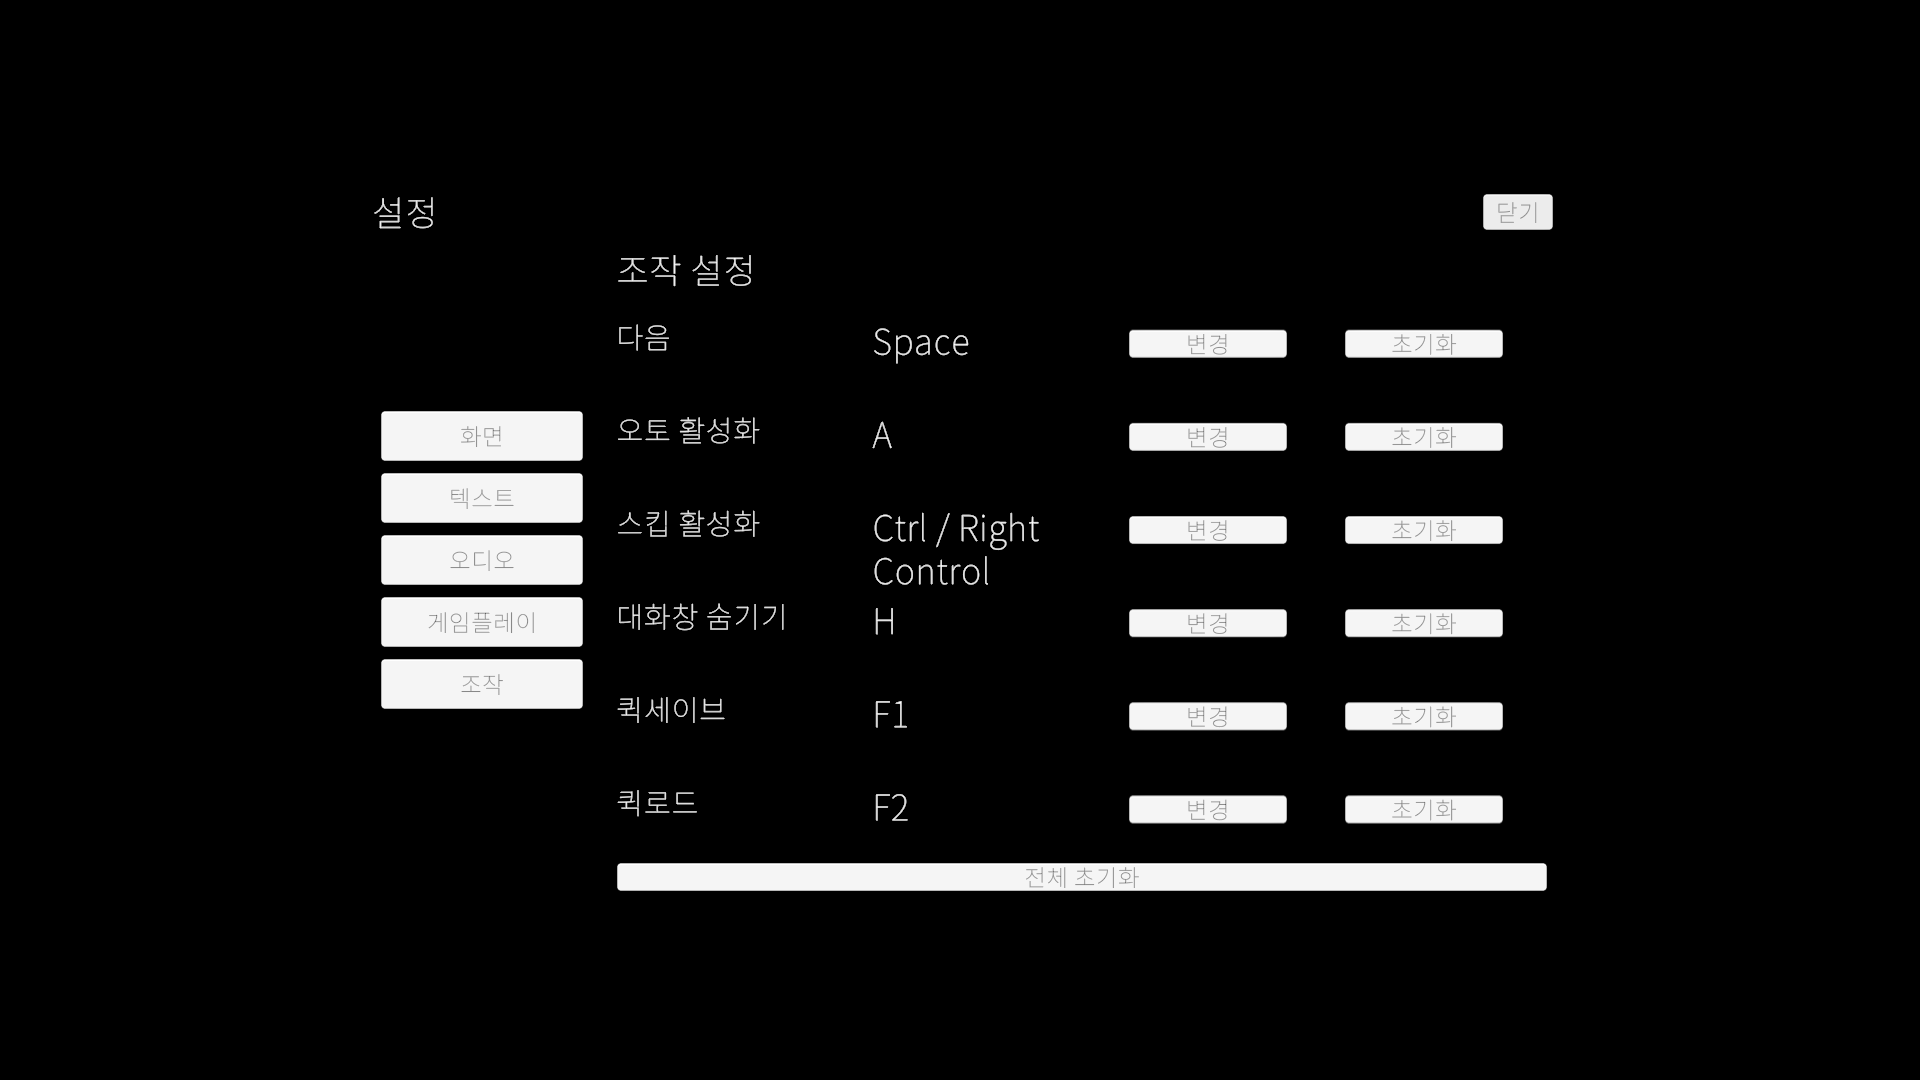 설정
닫기
조작 설정
다음 Space 변경 초기화
화면
오토 활성화 A 변경 초기화
텍스트
스킵 활성화 Ctrl / Right Control 변경 초기화
오디오
대화창 숨기기 H 변경 초기화
게임플레이
조작
퀵세이브 F1 변경 초기화
퀵로드 F2 변경 초기화
전체 초기화